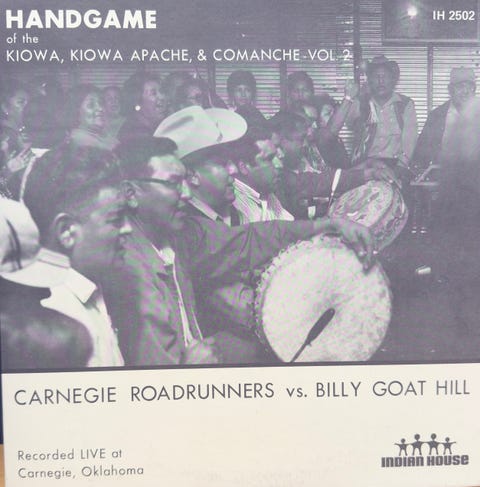 HANDGAME
IH 2502
of the
KIOWA, KIOWA APACHE, & COMANCHE-VOL. 2
CARNEGIE ROADRUNNERS vs. BILLY GOAT HILL
Recorded LIVE at
Carnegie, Oklahoma
INDIAN HOUSE